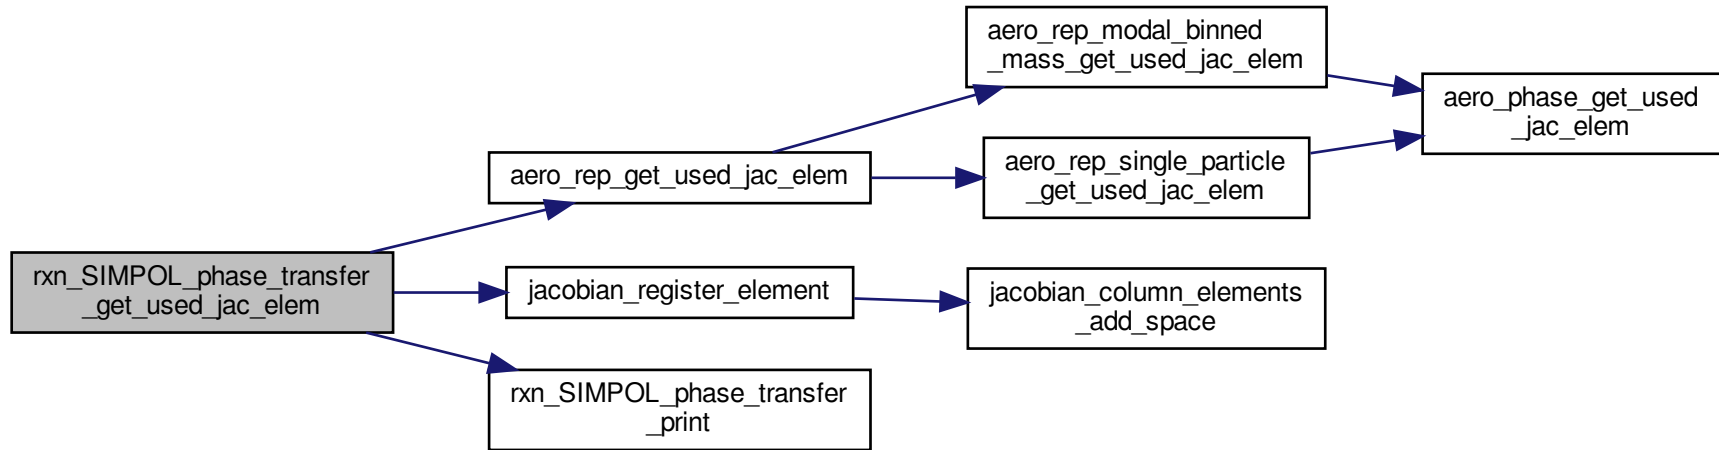 rxn_SIMPOL_phase_transfer
_get_used_jac_elem
aero_rep_get_used_jac_elem
aero_rep_modal_binned
_mass_get_used_jac_elem
aero_phase_get_used
_jac_elem
aero_rep_single_particle
_get_used_jac_elem
jacobian_register_element
jacobian_column_elements
_add_space
rxn_SIMPOL_phase_transfer
_print